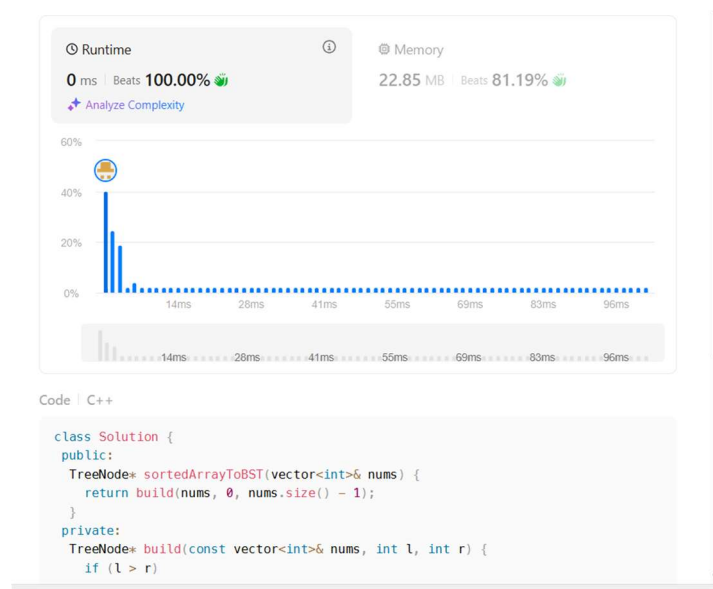 Runtime
0 ms | Beats 100.00%
Analyze Complexity
Memory
22.85 MB | Beats 81.19%
60%
40%
20%
0%
14ms 28ms 41ms 55ms 69ms 83ms 96ms
14ms 28ms 41ms 55ms 69ms 83ms 96ms
Code | C++
class Solution {
public:
TreeNode* sortedArrayToBST(vector<int>& nums) {
return build(nums, 0, nums.size() - 1);
}
private:
TreeNode* build(const vector<int>& nums, int l, int r) {
if (l > r)